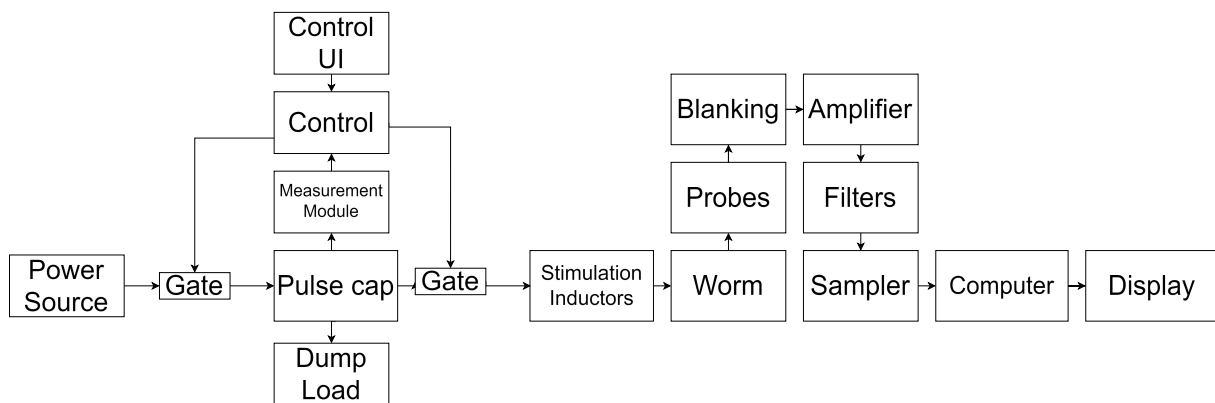 Control
UI
Control
Blanking
Amplifier
Measurement
Module
Probes
Filters
Power
Source
Gate
Pulse cap
Gate
Stimulation
Inductors
Worm
Sampler
Computer
Display
Dump
Load